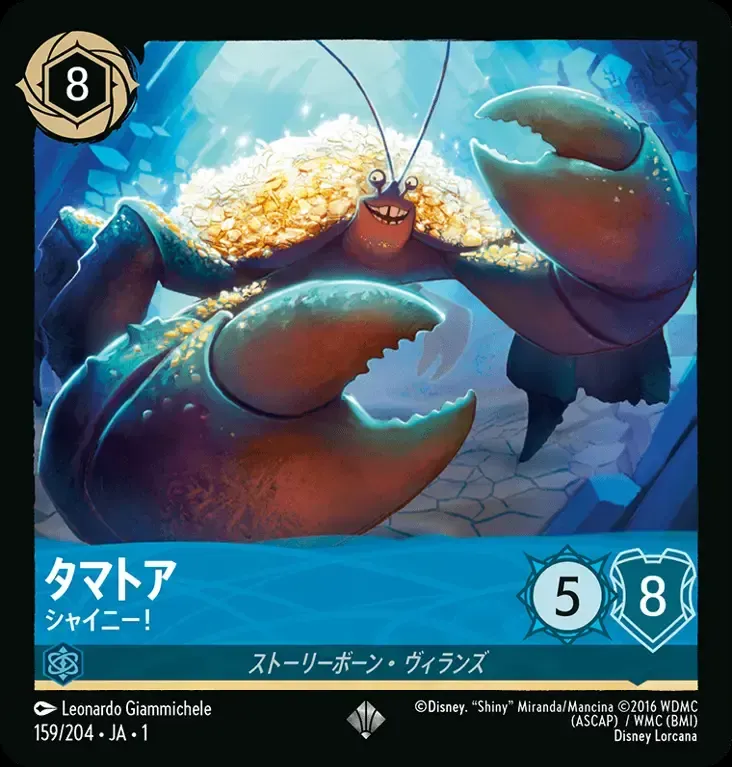 8
タマトア
シャイニー!
5
8
ストーリーボーン・ヴィランズ
Leonardo Giammichele
159/204・JA・1
©Disney. “Shiny” Miranda/Mancina ©2016 WDMC
(ASCAP) / WMC (BMI)
Disney Lorcana